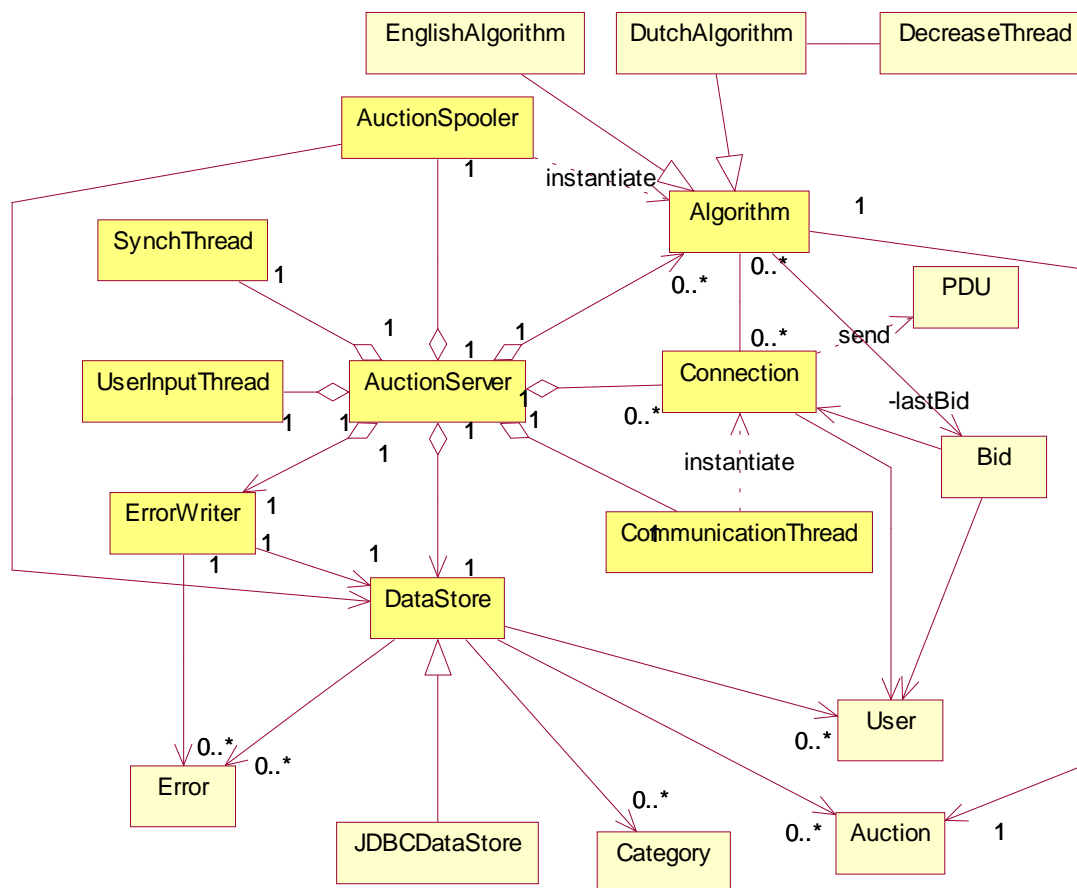 EnglishAlgorithm
DutchAlgorithm
DecreaseThread
AuctionSpooler
1
instantiate
Algorithm
1
SynchThread
1
0..*
0..*
PDU
1
1
1
0..*
send
UserInputThread
AuctionServer
Connection
1
1
1
1
1
0..*
-lastBid
1
instantiate
Bid
ErrorWriter
1
CommunicationThread
1
1
1
1
1
DataStore
User
0..*
0..*
0..*
Error
0..*
JDBCDataStore
Category
0..*
Auction
1